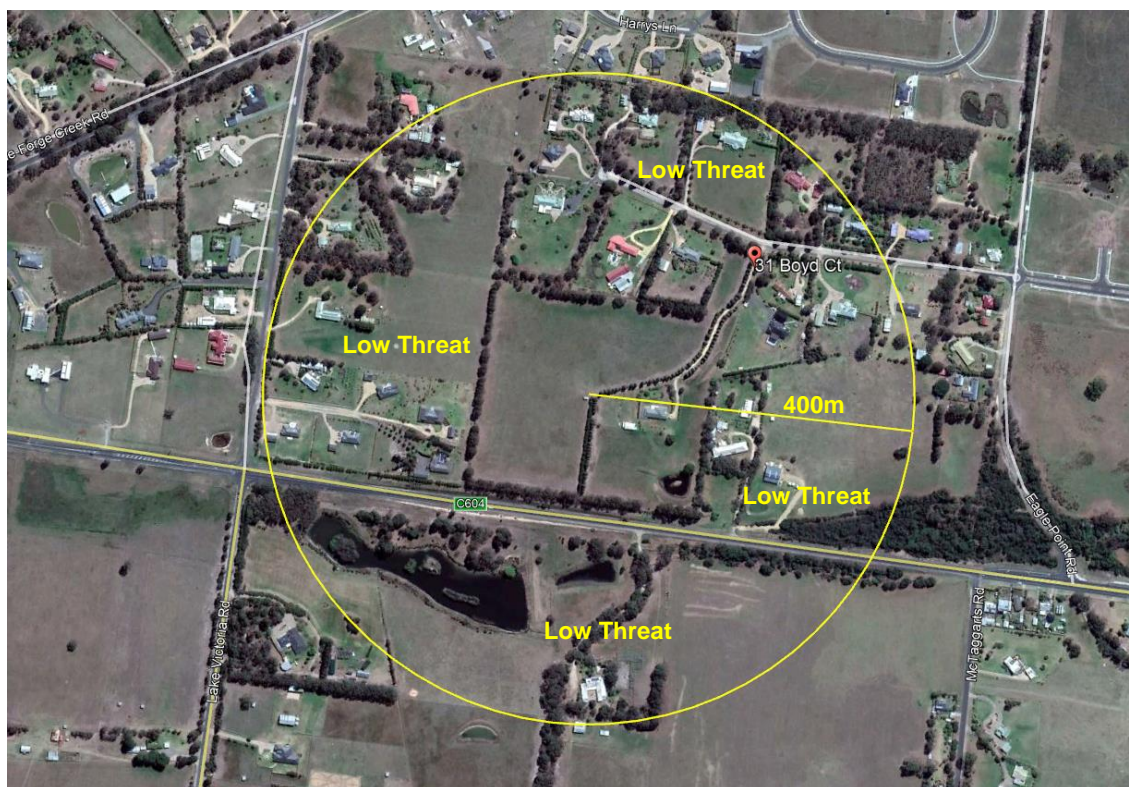 Harrys Ln
e Forge Creek Rd
Low Threat
31 Boyd Ct
Low Threat
400m
Low Threat
C604
Eagle Point Rd
Low Threat
Lake Victoria Rd
McTaggarts Rd